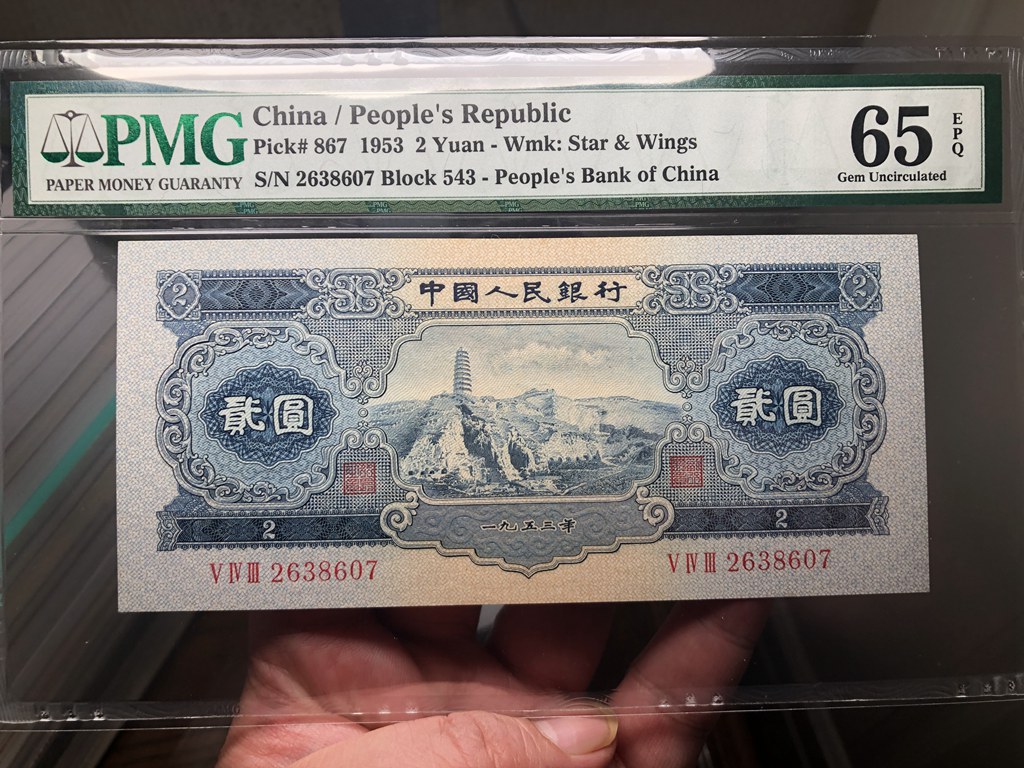 PMG
PAPER MONEY GUARANTY
China / People's Republic
Pick# 867 1953 2 Yuan - Wmk: Star & Wings
S/N 2638607 Block 543 - People's Bank of China
65 EPQ
Gem Uncirculated
2 中國人民銀行 2
貳圓 貳圓
一九五三年
2 2
V IV III 2638607 V IV III 2638607